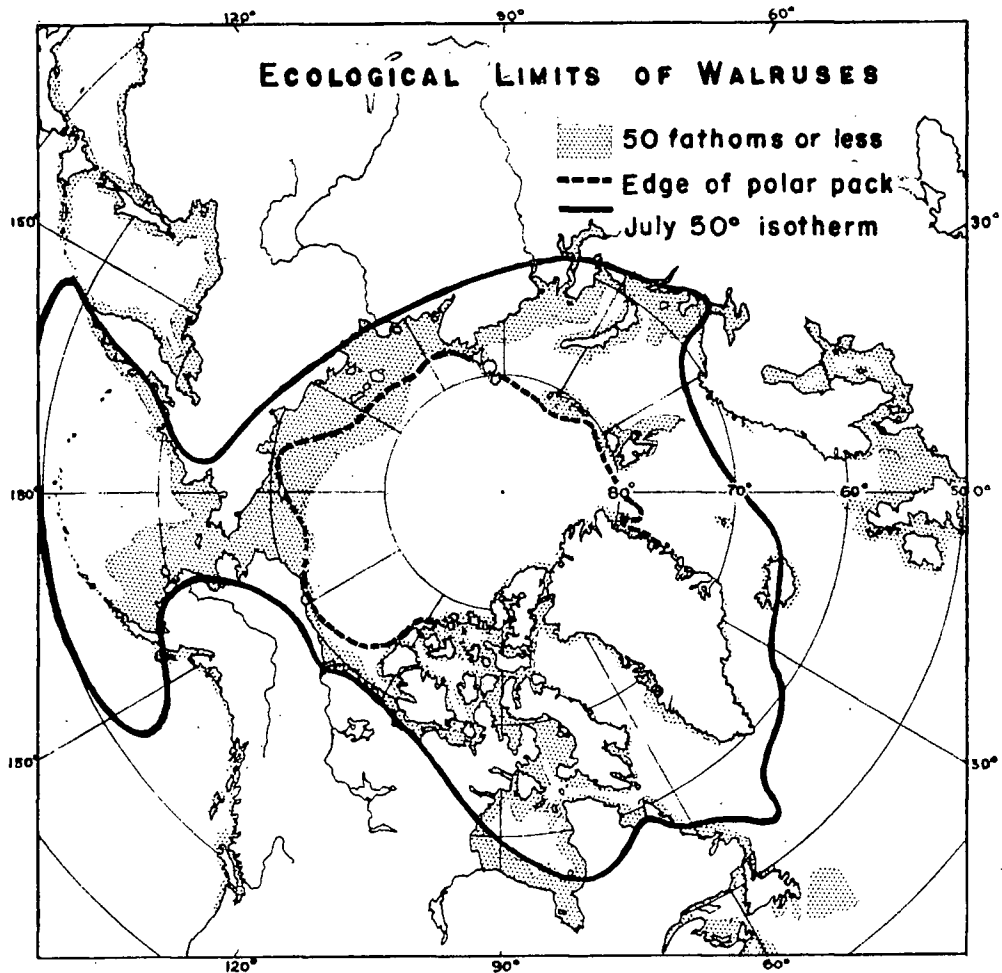 120° 90° 60°
ECOLOGICAL LIMITS OF WALRUSES
50 fathoms or less
Edge of polar pack
July 50° isotherm
150° 30°
180° 80° 70° 60° 50° 0°
150° 30°
120° 90° 60°